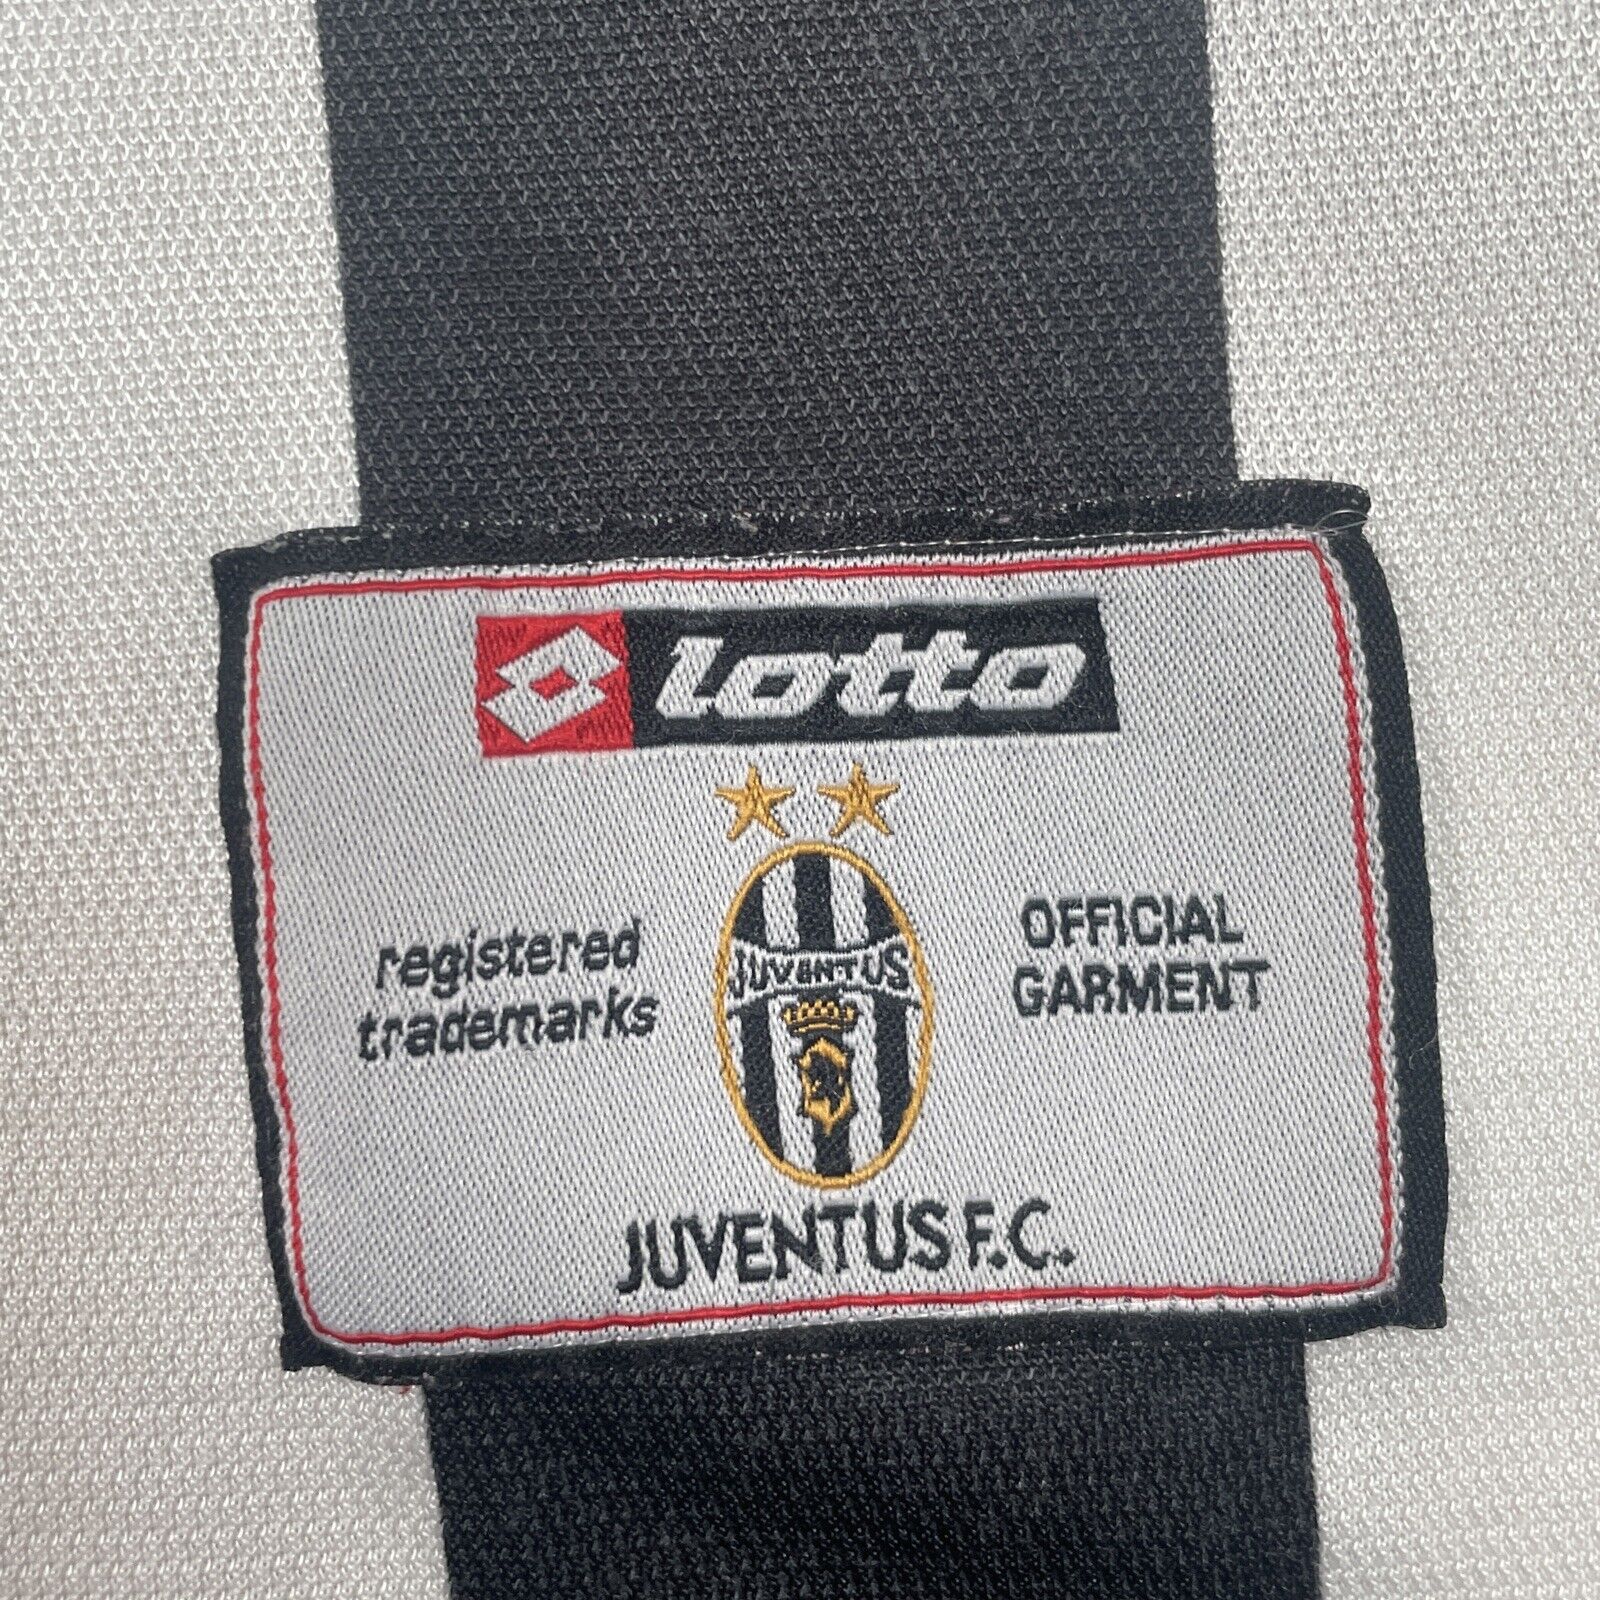 lotto
registered
trademarks
JUVENTUS
OFFICIAL
GARMENT
JUVENTUS F.C.